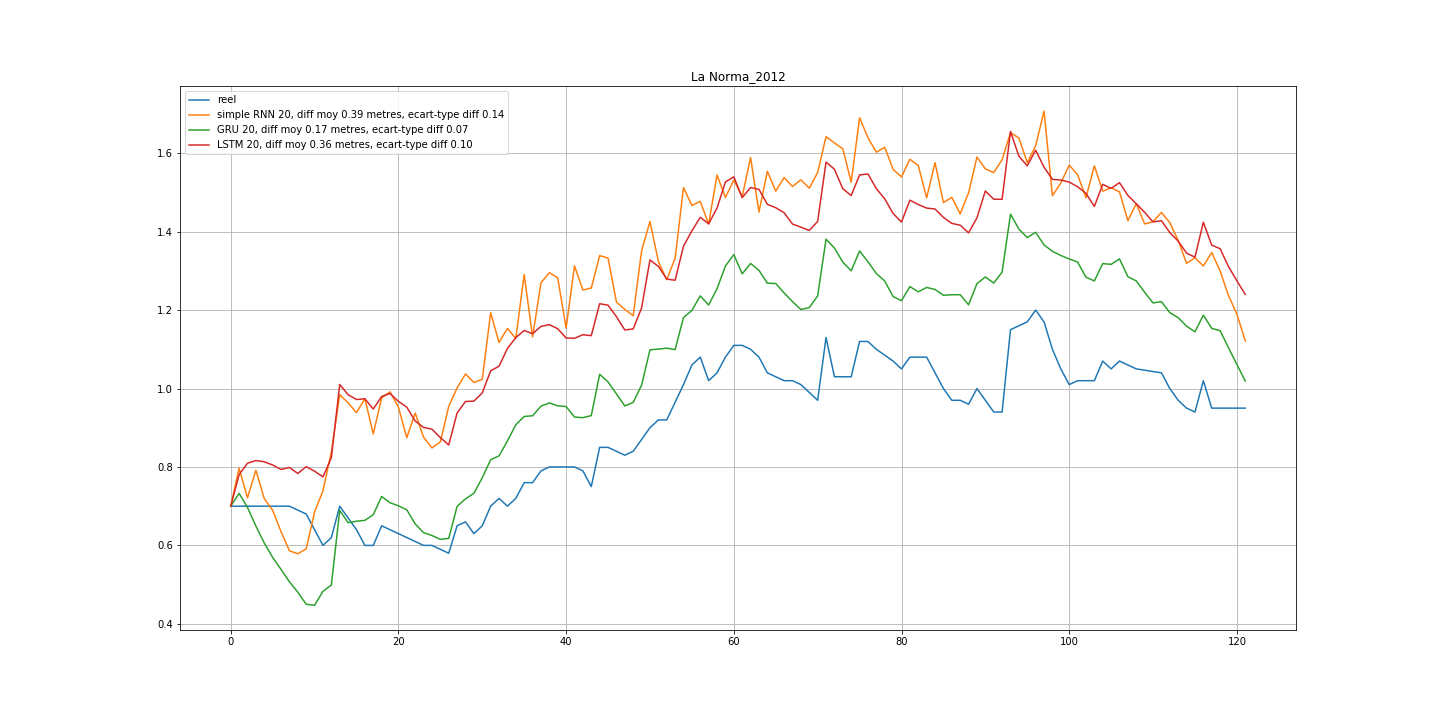 La Norma_2012
reel
simple RNN 20, diff moy 0.39 metres, ecart-type diff 0.14
GRU 20, diff moy 0.17 metres, ecart-type diff 0.07
LSTM 20, diff moy 0.36 metres, ecart-type diff 0.10
1.6
1.4
1.2
1.0
0.8
0.6
0.4
0 20 40 60 80 100 120